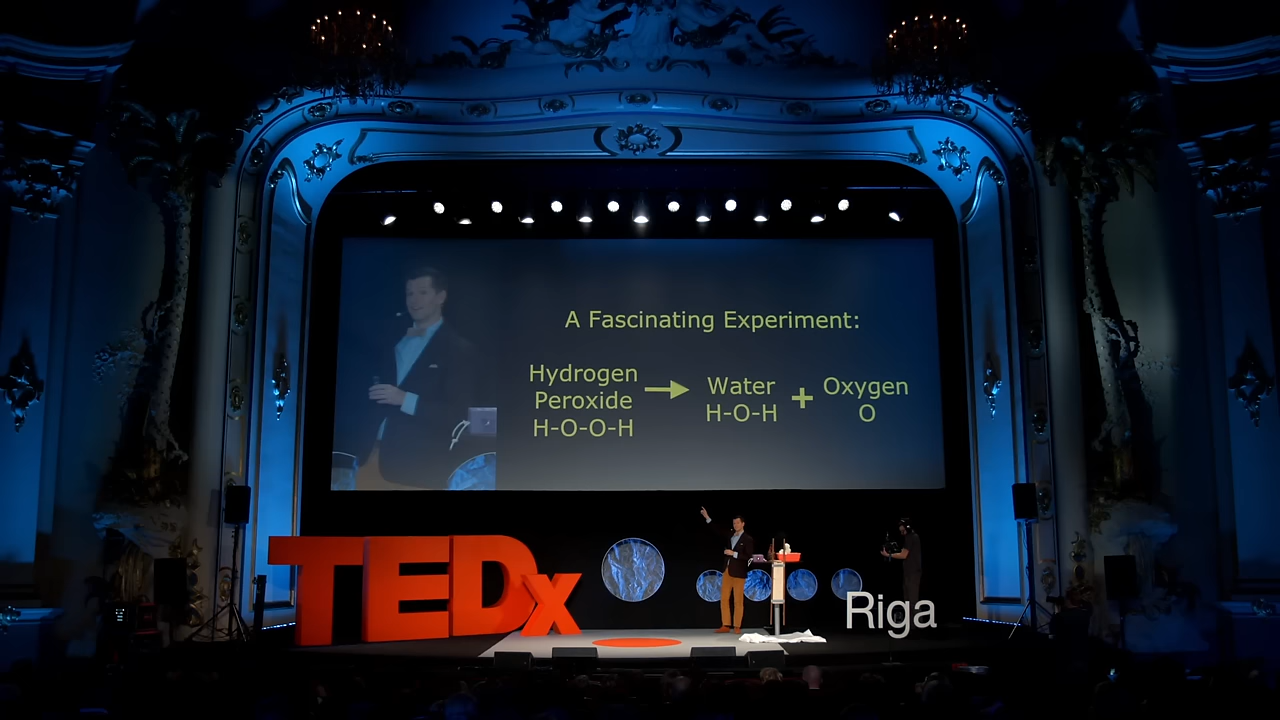 A Fascinating Experiment:
Hydrogen
Peroxide
H-O-O-H
Water
H-O-H
+
Oxygen
O
TEDx
Riga